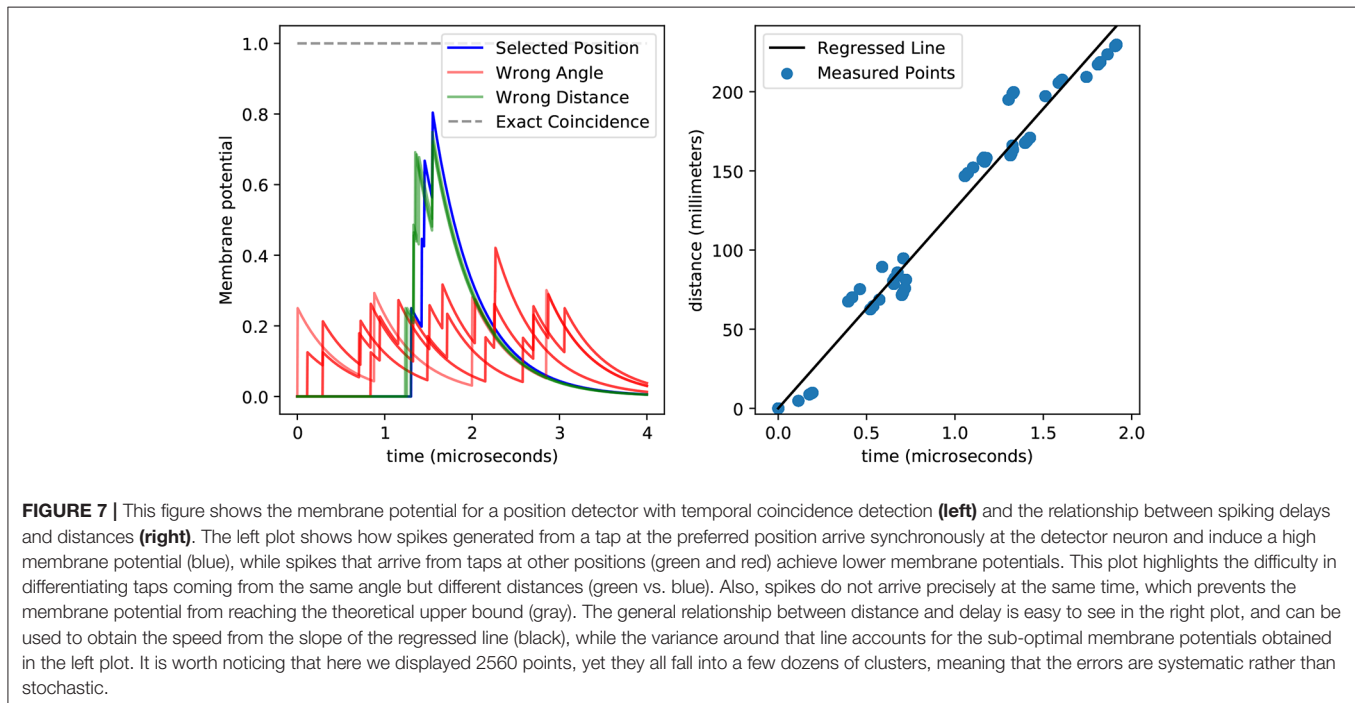 1.0
0.8
0.6
0.4
0.2
0.0
Membrane potential
Selected Position
Wrong Angle
Wrong Distance
Exact Coincidence
0
1
2
3
4
time (microseconds)
200
150
100
50
0
distance (millimeters)
Regressed Line
Measured Points
0.0
0.5
1.0
1.5
2.0
time (microseconds)
FIGURE 7 | This figure shows the membrane potential for a position detector with temporal coincidence detection (left) and the relationship between spiking delays
and distances (right). The left plot shows how spikes generated from a tap at the preferred position arrive synchronously at the detector neuron and induce a high
membrane potential (blue), while spikes that arrive from taps at other positions (green and red) achieve lower membrane potentials. This plot highlights the difficulty in
differentiating taps coming from the same angle but different distances (green vs. blue). Also, spikes do not arrive precisely at the same time, which prevents the
membrane potential from reaching the theoretical upper bound (gray). The general relationship between distance and delay is easy to see in the right plot, and can be
used to obtain the speed from the slope of the regressed line (black), while the variance around that line accounts for the sub-optimal membrane potentials obtained
in the left plot. It is worth noticing that here we displayed 2560 points, yet they all fall into a few dozens of clusters, meaning that the errors are systematic rather than
stochastic.